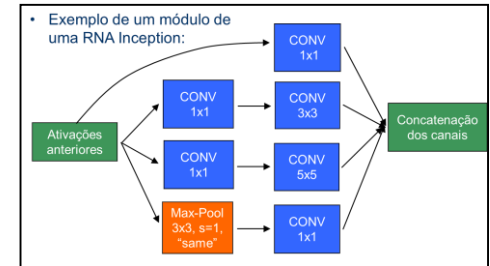 • Exemplo de um módulo de
uma RNA Inception:
CONV
1x1
CONV
1x1
CONV
3x3
Ativações
anteriores
Concatenação
dos canais
CONV
1x1
CONV
5x5
Max-Pool
3x3, s=1,
“same”
CONV
1x1